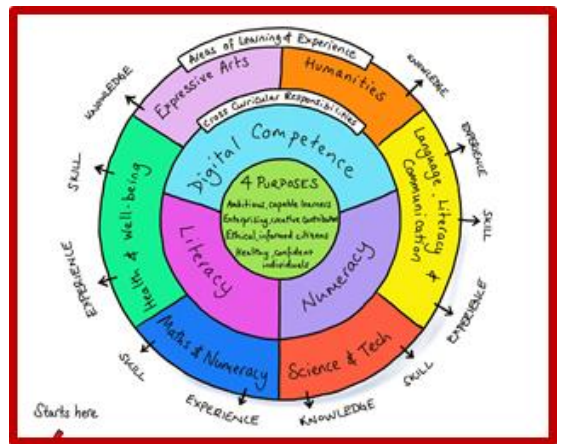 Areas of Learning & Experience
Expressive Arts
Humanities
Cross Curricular Responsibilities
Digital Competence
4 PURPOSES
Ambitious, capable learners
Enterprising, creative contributors
Ethical, informed citizens
Healthy, confident
individuals
Literacy
Numeracy
Health & Well-being
Language, Literacy &
Communication
Maths & Numeracy
Science & Tech
KNOWLEDGE
SKILL
EXPERIENCE
SKILL
EXPERIENCE
KNOWLEDGE
SKILL
EXPERIENCE
SKILL
EXPERIENCE
KNOWLEDGE
Starts here